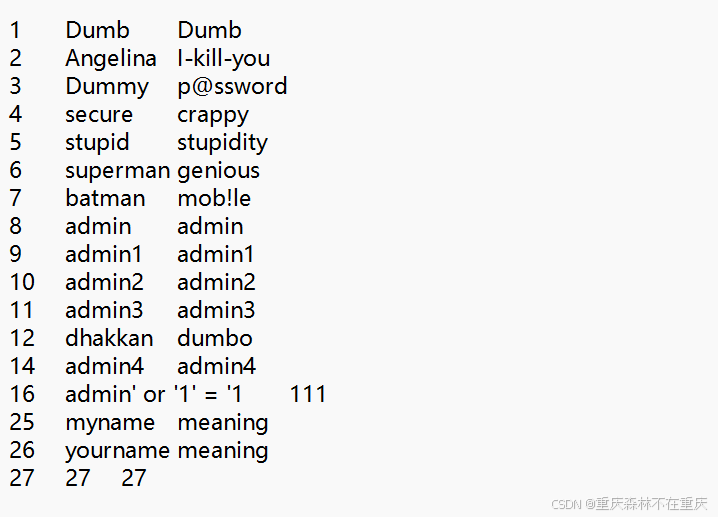 1 Dumb Dumb
2 Angelina I-kill-you
3 Dummy p@ssword
4 secure crappy
5 stupid stupidity
6 superman genious
7 batman mob!le
8 admin admin
9 admin1 admin1
10 admin2 admin2
11 admin3 admin3
12 dhakkan dumbo
14 admin4 admin4
16 admin' or '1' = '1 111
25 myname meaning
26 yourname meaning
27 27 27
CSDN @重庆森林不在重庆